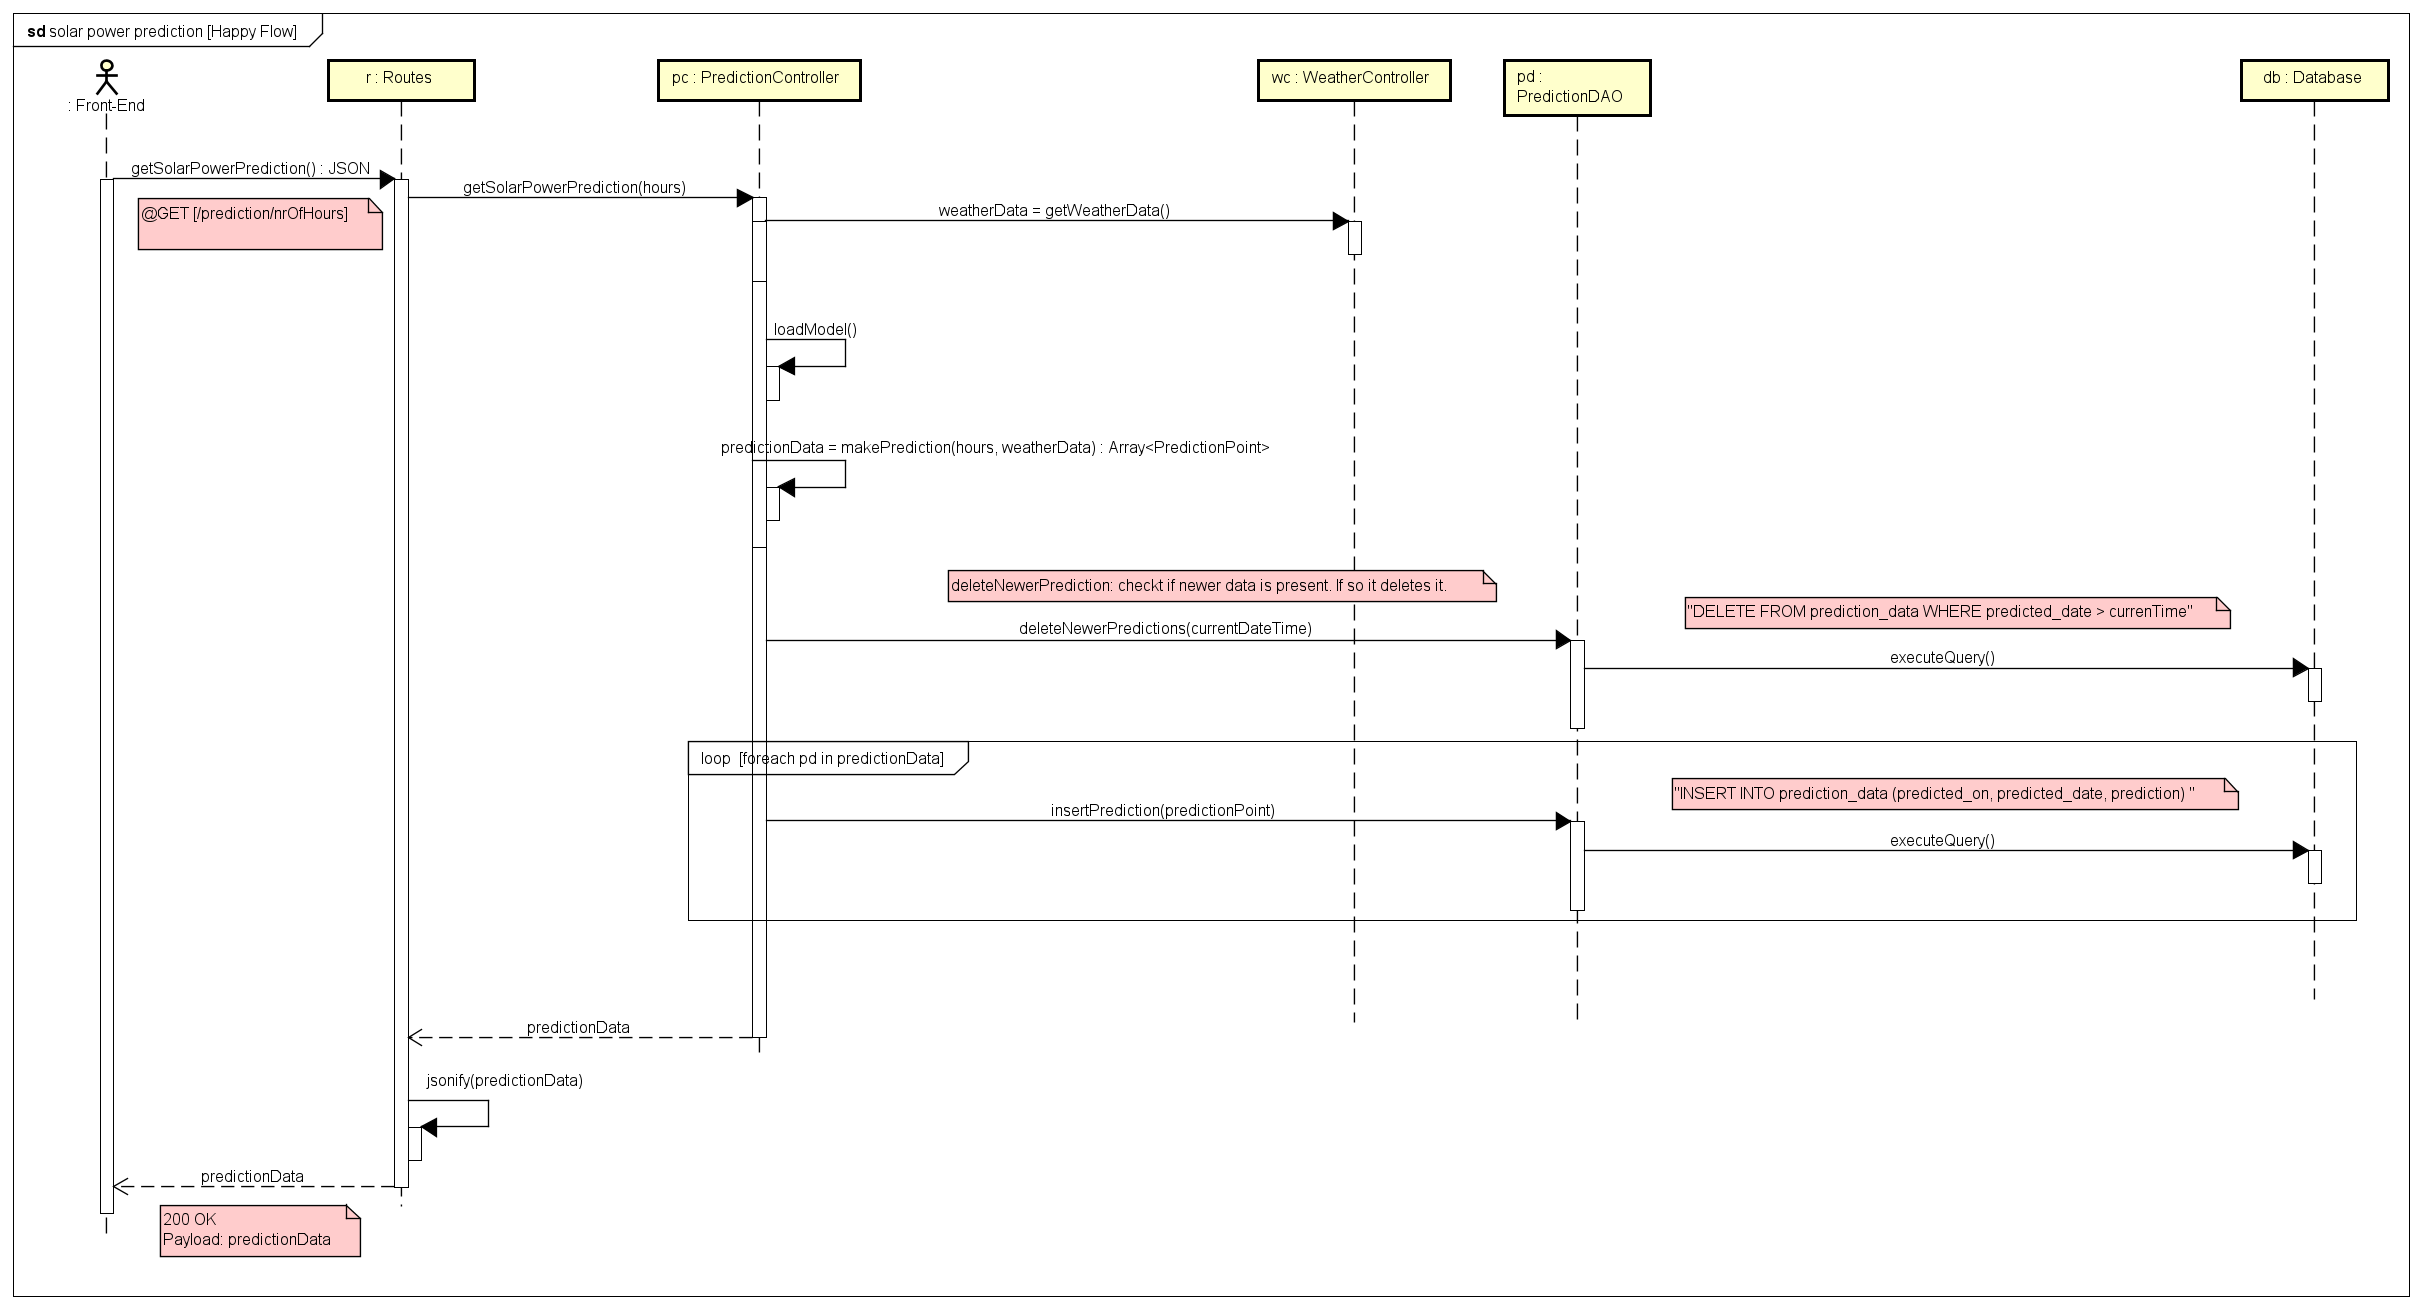 sd solar power prediction [Happy Flow]
: Front-End
r : Routes
pc : PredictionController
wc : WeatherController
pd :
PredictionDAO
db : Database
getSolarPowerPrediction() : JSON
@GET [/prediction/nrOfHours]
getSolarPowerPrediction(hours)
weatherData = getWeatherData()
loadModel()
predictionData = makePrediction(hours, weatherData) : Array<PredictionPoint>
deleteNewerPrediction: checkt if newer data is present. If so it deletes it.
"DELETE FROM prediction_data WHERE predicted_date > currenTime"
deleteNewerPredictions(currentDateTime)
executeQuery()
loop [foreach pd in predictionData]
"INSERT INTO prediction_data (predicted_on, predicted_date, prediction) "
insertPrediction(predictionPoint)
executeQuery()
predictionData
jsonify(predictionData)
predictionData
200 OK
Payload: predictionData